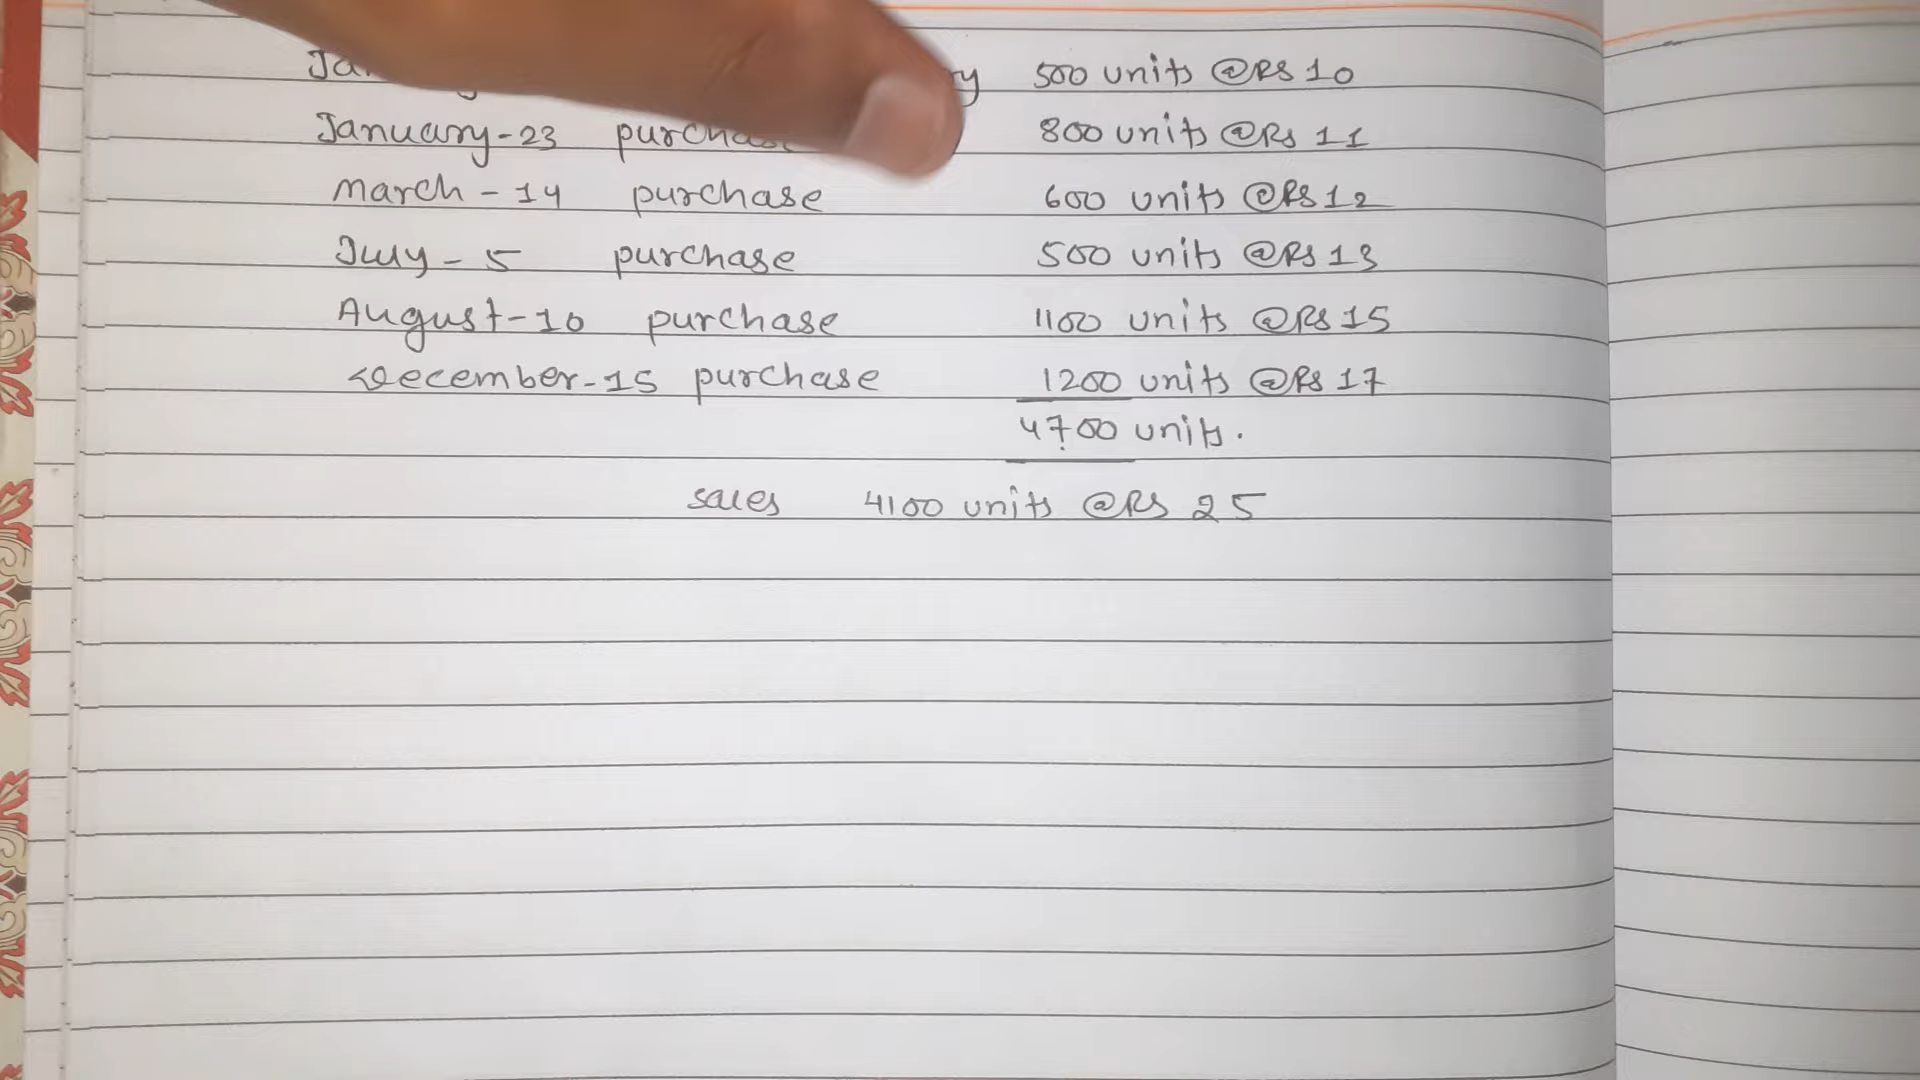 500 units @Rs 10
January-23 purchase 800 units @Rs 11
March - 14 purchase 600 units @Rs 12
July - 5 purchase 500 units @Rs 13
August-10 purchase 1100 units @Rs 15
December-15 purchase 1200 units @Rs 17
4700 units.
sales 4100 units @Rs 25